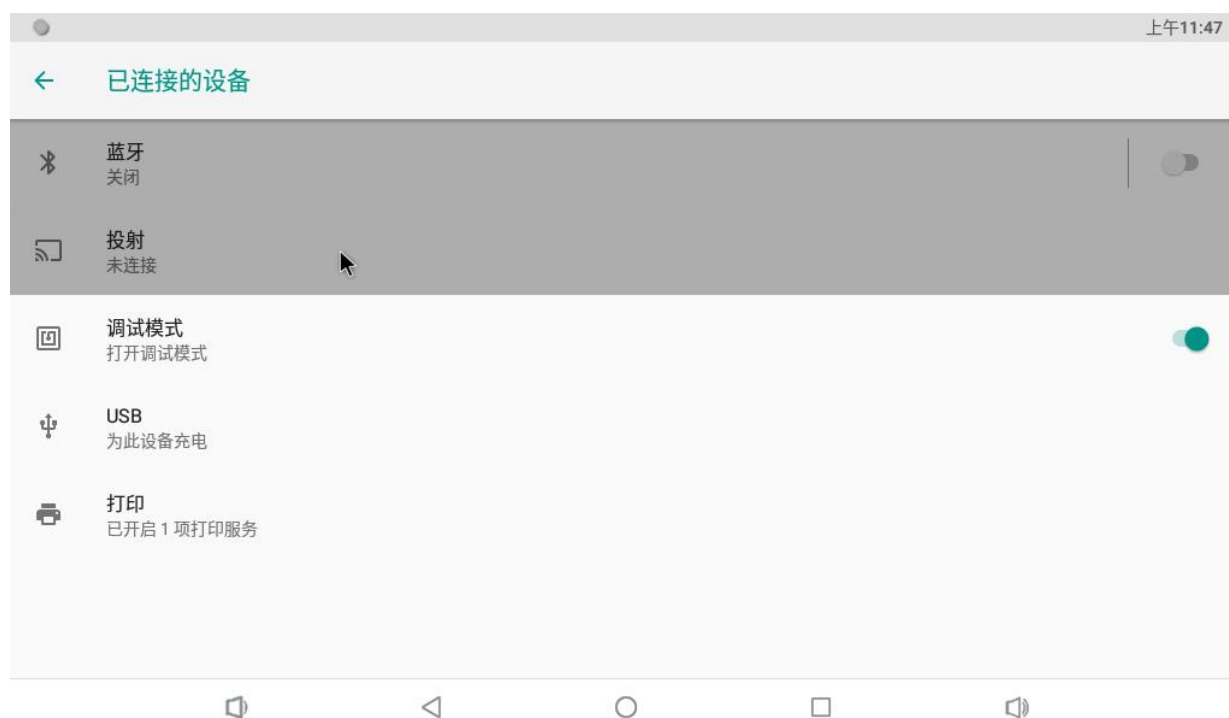 上午11:47
已连接的设备
蓝牙
关闭
投射
未连接
调试模式
打开调试模式
USB
为此设备充电
打印
已开启 1 项打印服务